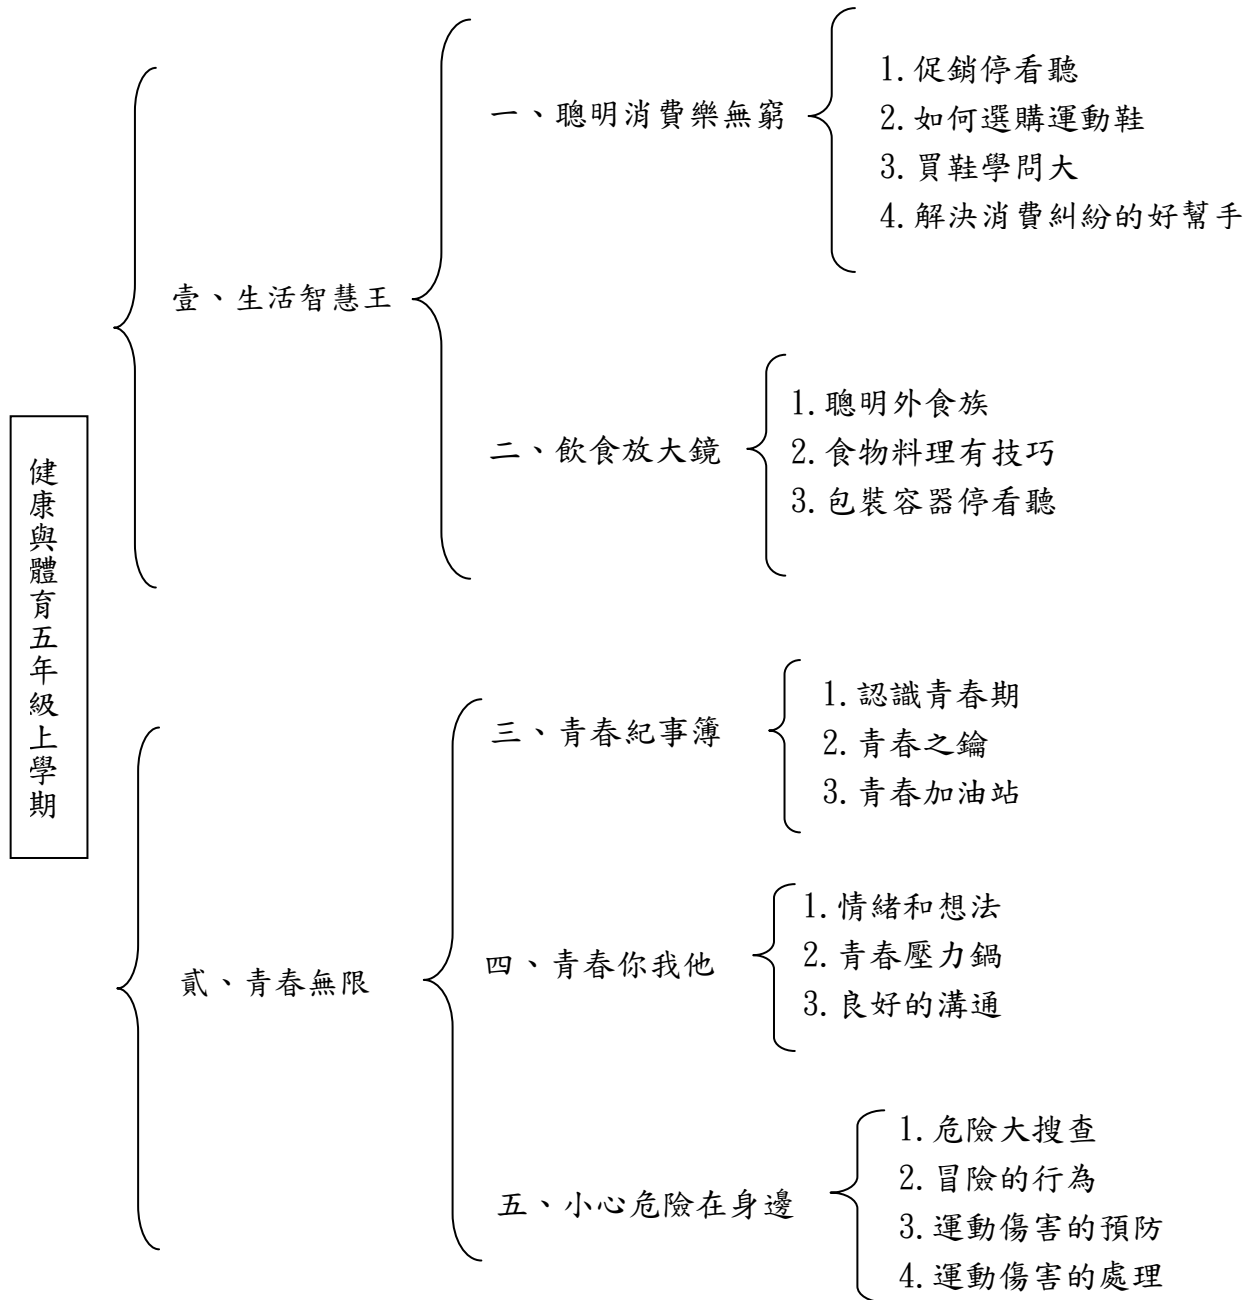 健康與體育五年級上學期
壹、生活智慧王
一、聰明消費樂無窮
1.促銷停看聽
2.如何選購運動鞋
3.買鞋學問大
4.解決消費糾紛的好幫手
二、飲食放大鏡
1.聰明外食族
2.食物料理有技巧
3.包裝容器停看聽
貳、青春無限
三、青春紀事簿
1.認識青春期
2.青春之鑰
3.青春加油站
四、青春你我他
1.情緒和想法
2.青春壓力鍋
3.良好的溝通
五、小心危險在身邊
1.危險大搜查
2.冒險的行為
3.運動傷害的預防
4.運動傷害的處理